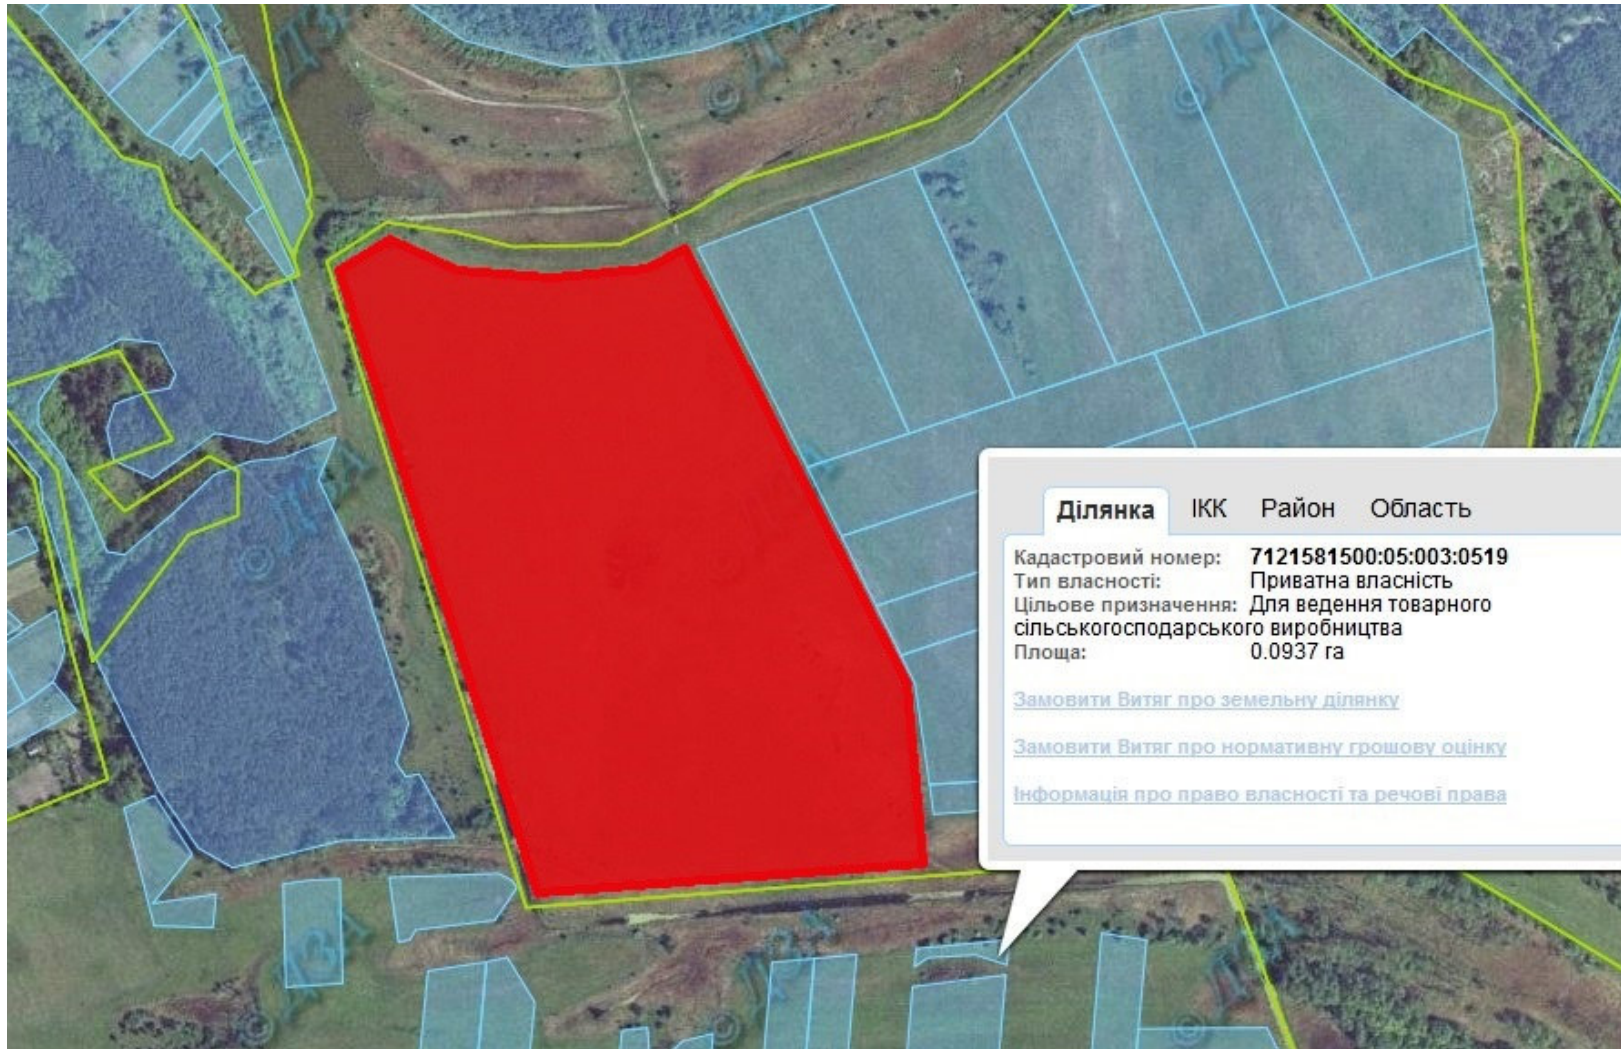 Ділянка ІКК Район Область
Кадастровий номер: 7121581500:05:003:0519
Тип власності: Приватна власність
Цільове призначення: Для ведення товарного
сільськогосподарського виробництва
Площа: 0.0937 га
Замовити Витяг про земельну ділянку
Замовити Витяг про нормативну грошову оцінку
Інформація про право власності та речові права